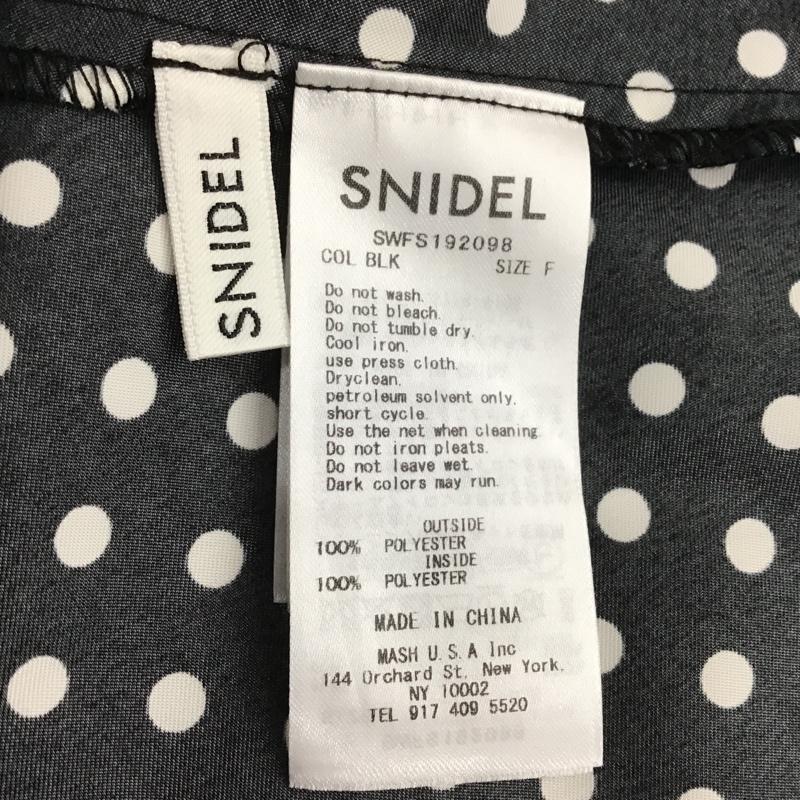 SNIDEL
SNIDEL
SWFS192098
COL BLK SIZE F
Do not wash.
Do not bleach.
Do not tumble dry.
Cool iron.
use press cloth.
Dryclean.
petroleum solvent only.
short cycle.
Use the net when cleaning.
Do not iron pleats.
Do not leave wet.
Dark colors may run.
OUTSIDE
100% POLYESTER
INSIDE
100% POLYESTER
MADE IN CHINA
MASH U.S.A Inc
144 Orchard St, New York,
NY 10002
TEL 917 409 5520